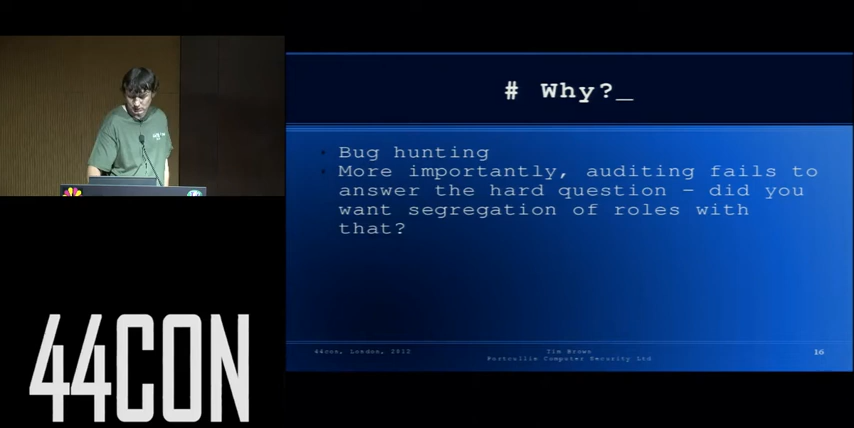 # Why?_
Bug hunting
More importantly, auditing fails to
answer the hard question – did you
want segregation of roles with
that?
44con, London, 2012
Tim Brown
Portcullis Computer Security Ltd
16
44CON